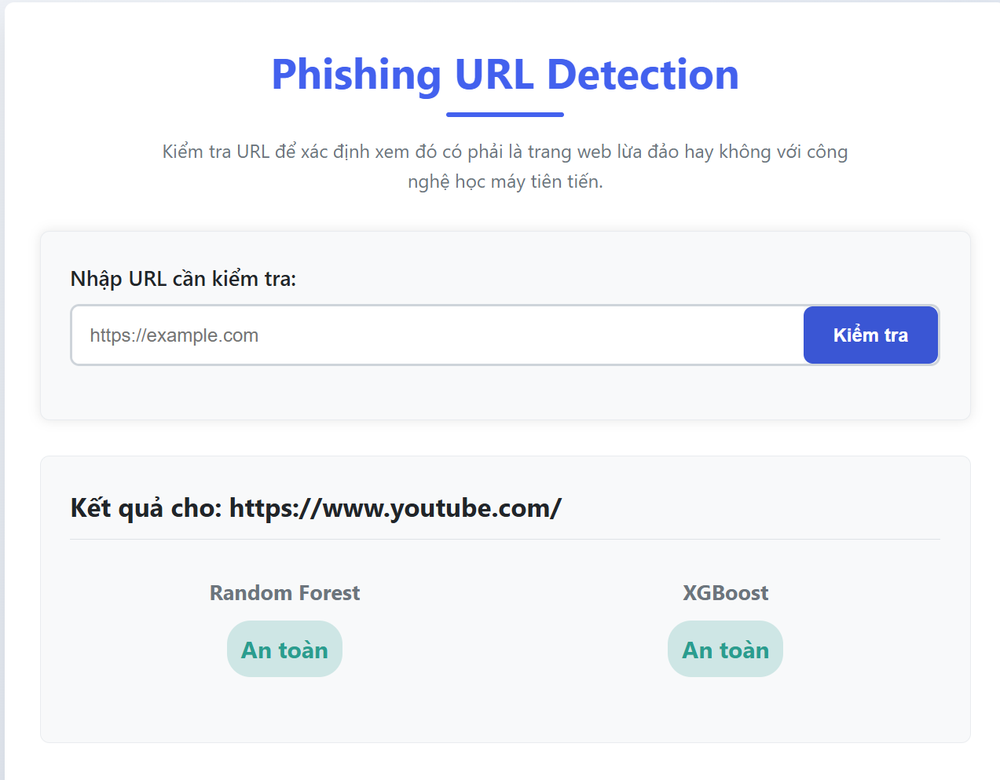 Phishing URL Detection
Kiểm tra URL để xác định xem đó có phải là trang web lừa đảo hay không với công
nghệ học máy tiên tiến.
Nhập URL cần kiểm tra:
https://example.com
Kiểm tra
Kết quả cho: https://www.youtube.com/
Random Forest
An toàn
XGBoost
An toàn